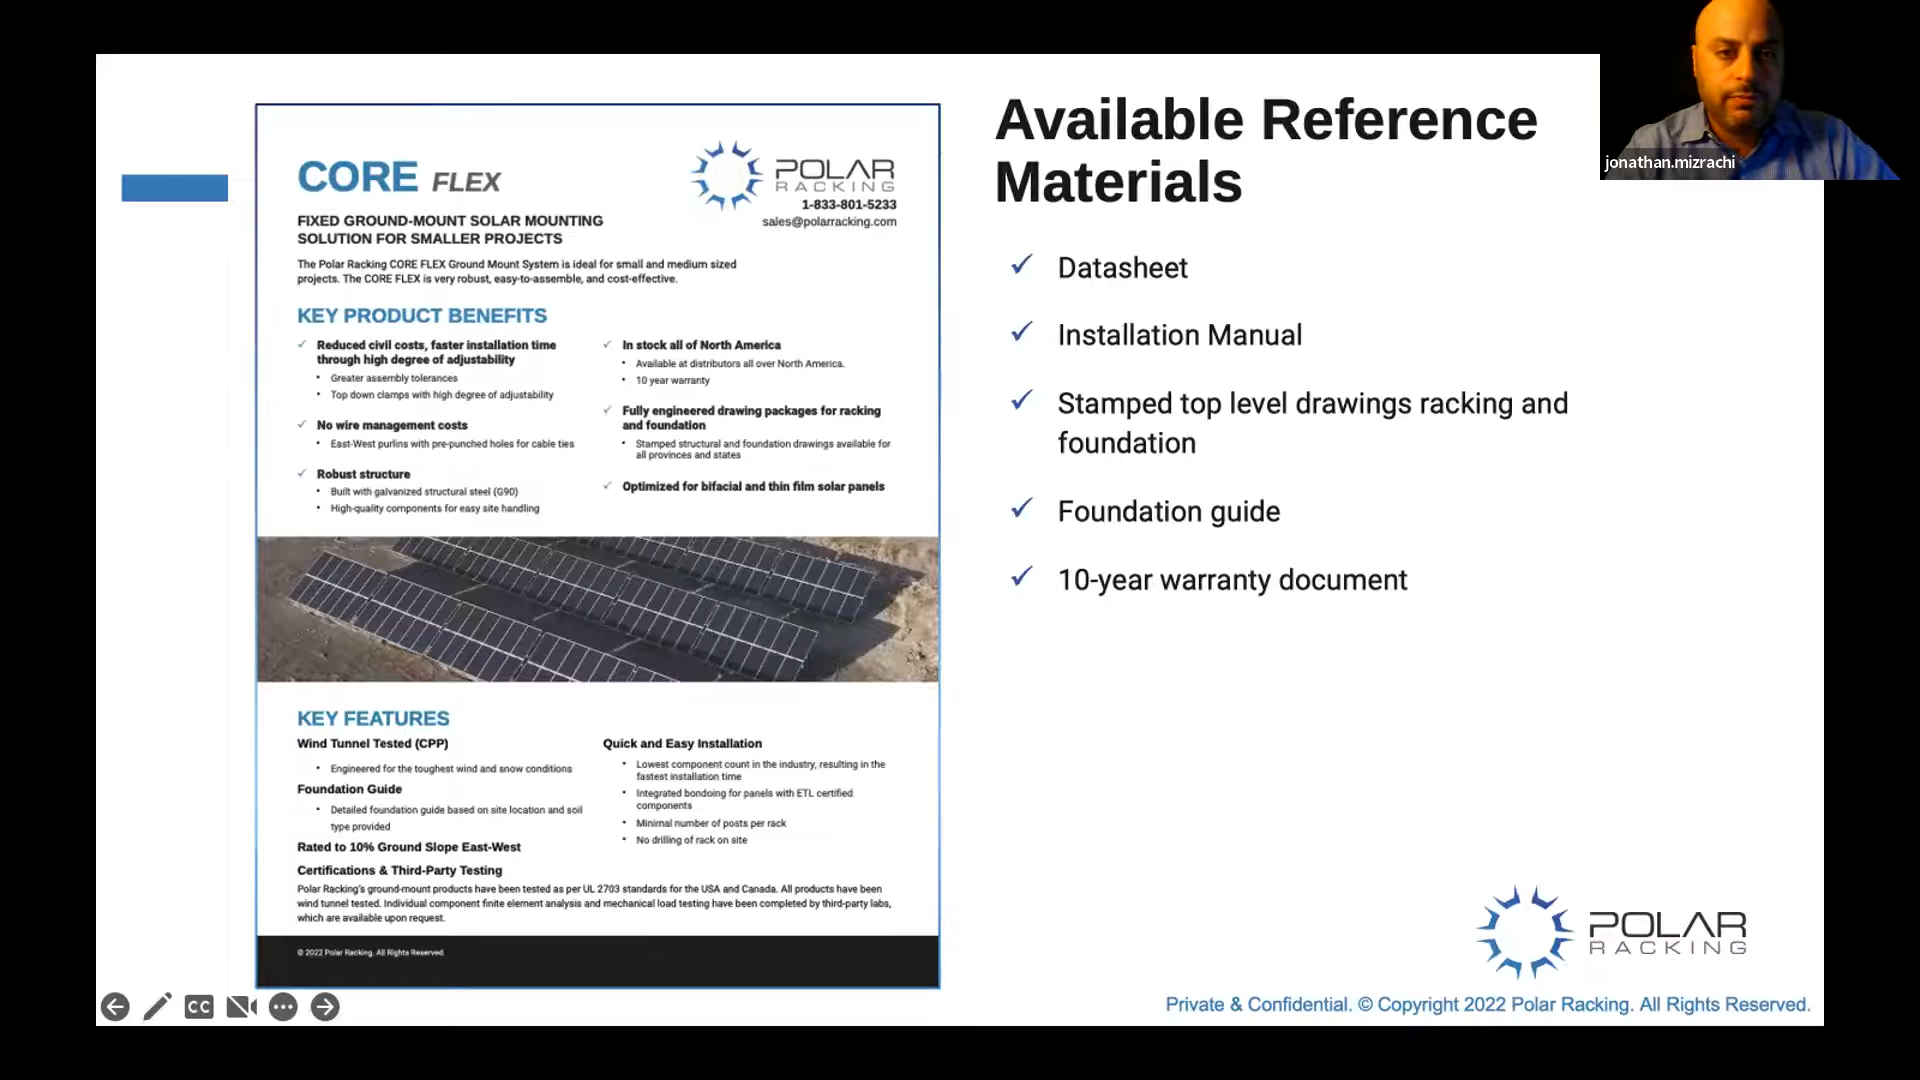 CORE FLEX
POLAR
RACKING
1-833-801-5233
sales@polarracking.com
FIXED GROUND-MOUNT SOLAR MOUNTING
SOLUTION FOR SMALLER PROJECTS
The Polar Racking CORE FLEX Ground Mount System is ideal for small and medium sized
projects. The CORE FLEX is very robust, easy-to-assemble, and cost-effective.
KEY PRODUCT BENEFITS
Reduced civil costs, faster installation time
through high degree of adjustability
Greater assembly tolerances
Top down clamps with high degree of adjustability
No wire management costs
East-West purlins with pre-punched holes for cable ties
Robust structure
Built with galvanized structural steel (G90)
High-quality components for easy site handling
In stock all of North America
Available at distributors all over North America.
10 year warranty
Fully engineered drawing packages for racking
and foundation
Stamped structural and foundation drawings available for
all provinces and states
Optimized for bifacial and thin film solar panels
KEY FEATURES
Wind Tunnel Tested (CPP)
Engineered for the toughest wind and snow conditions
Foundation Guide
Detailed foundation guide based on site location and soil
type provided
Rated to 10% Ground Slope East-West
Quick and Easy Installation
Lowest component count in the industry, resulting in the
fastest installation time
Integrated bondoing for panels with ETL certified
components
Minimal number of posts per rack
No drilling of rack on site
Certifications & Third-Party Testing
Polar Racking's ground-mount products have been tested as per UL 2703 standards for the USA and Canada. All products have been
wind tunnel tested. Individual component finite element analysis and mechanical load testing have been completed by third-party labs,
which are available upon request.
© 2022 Polar Racking. All Rights Reserved.
Available Reference
Materials
Datasheet
Installation Manual
Stamped top level drawings racking and
foundation
Foundation guide
10-year warranty document
jonathan.mizrachi
POLAR
RACKING
CC
Private & Confidential. © Copyright 2022 Polar Racking. All Rights Reserved.